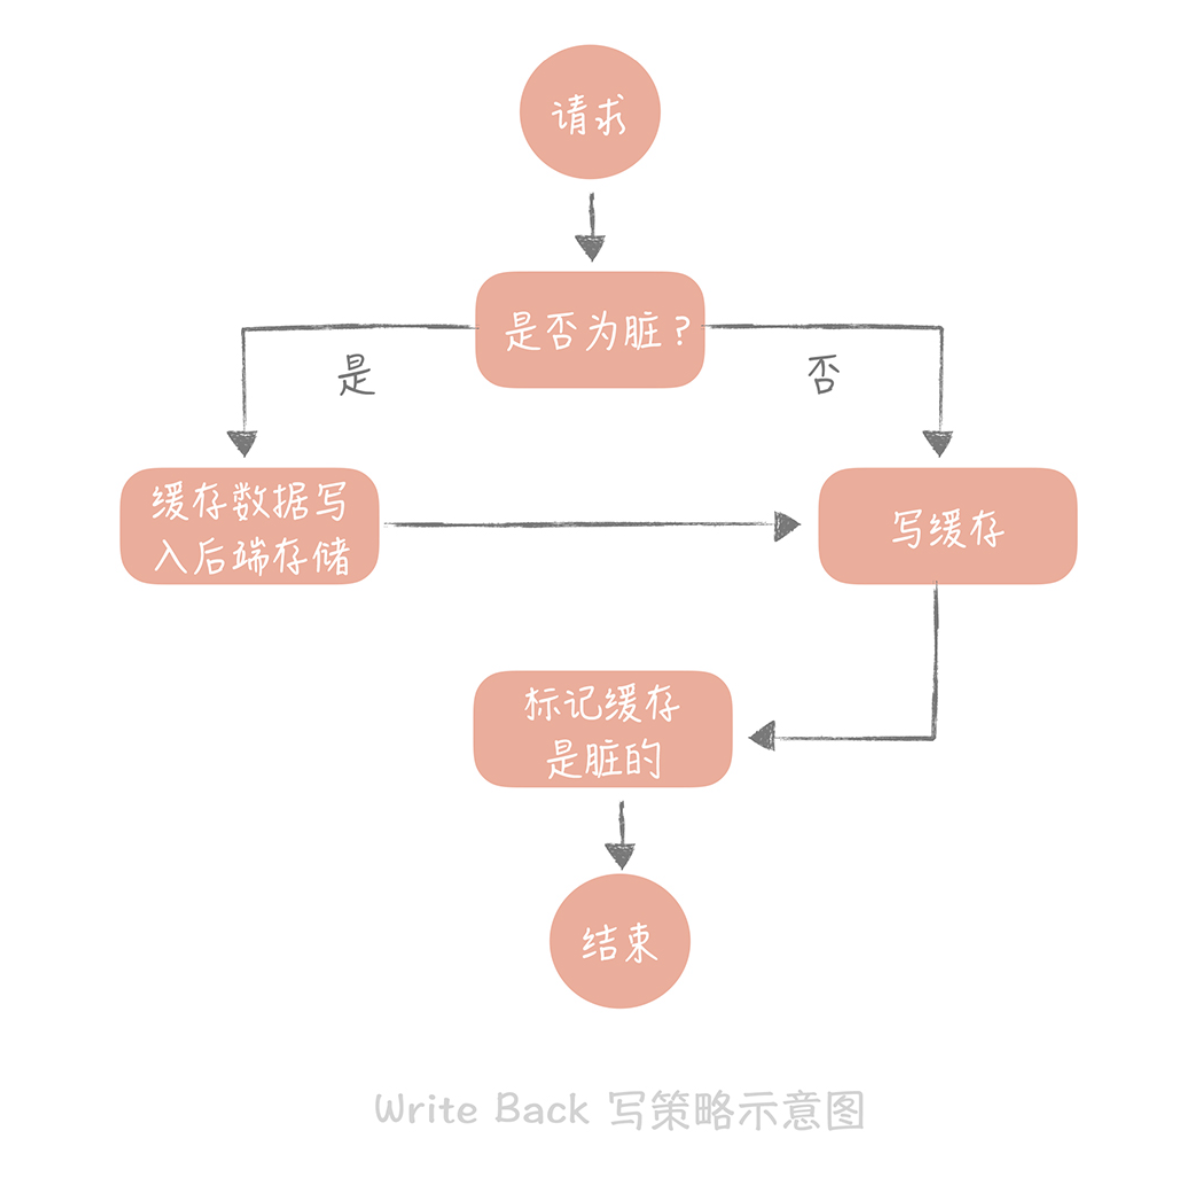 请求
是否为脏？
是
否
缓存数据写
入后端存储
写缓存
标记缓存
是脏的
结束
Write Back 写策略示意图